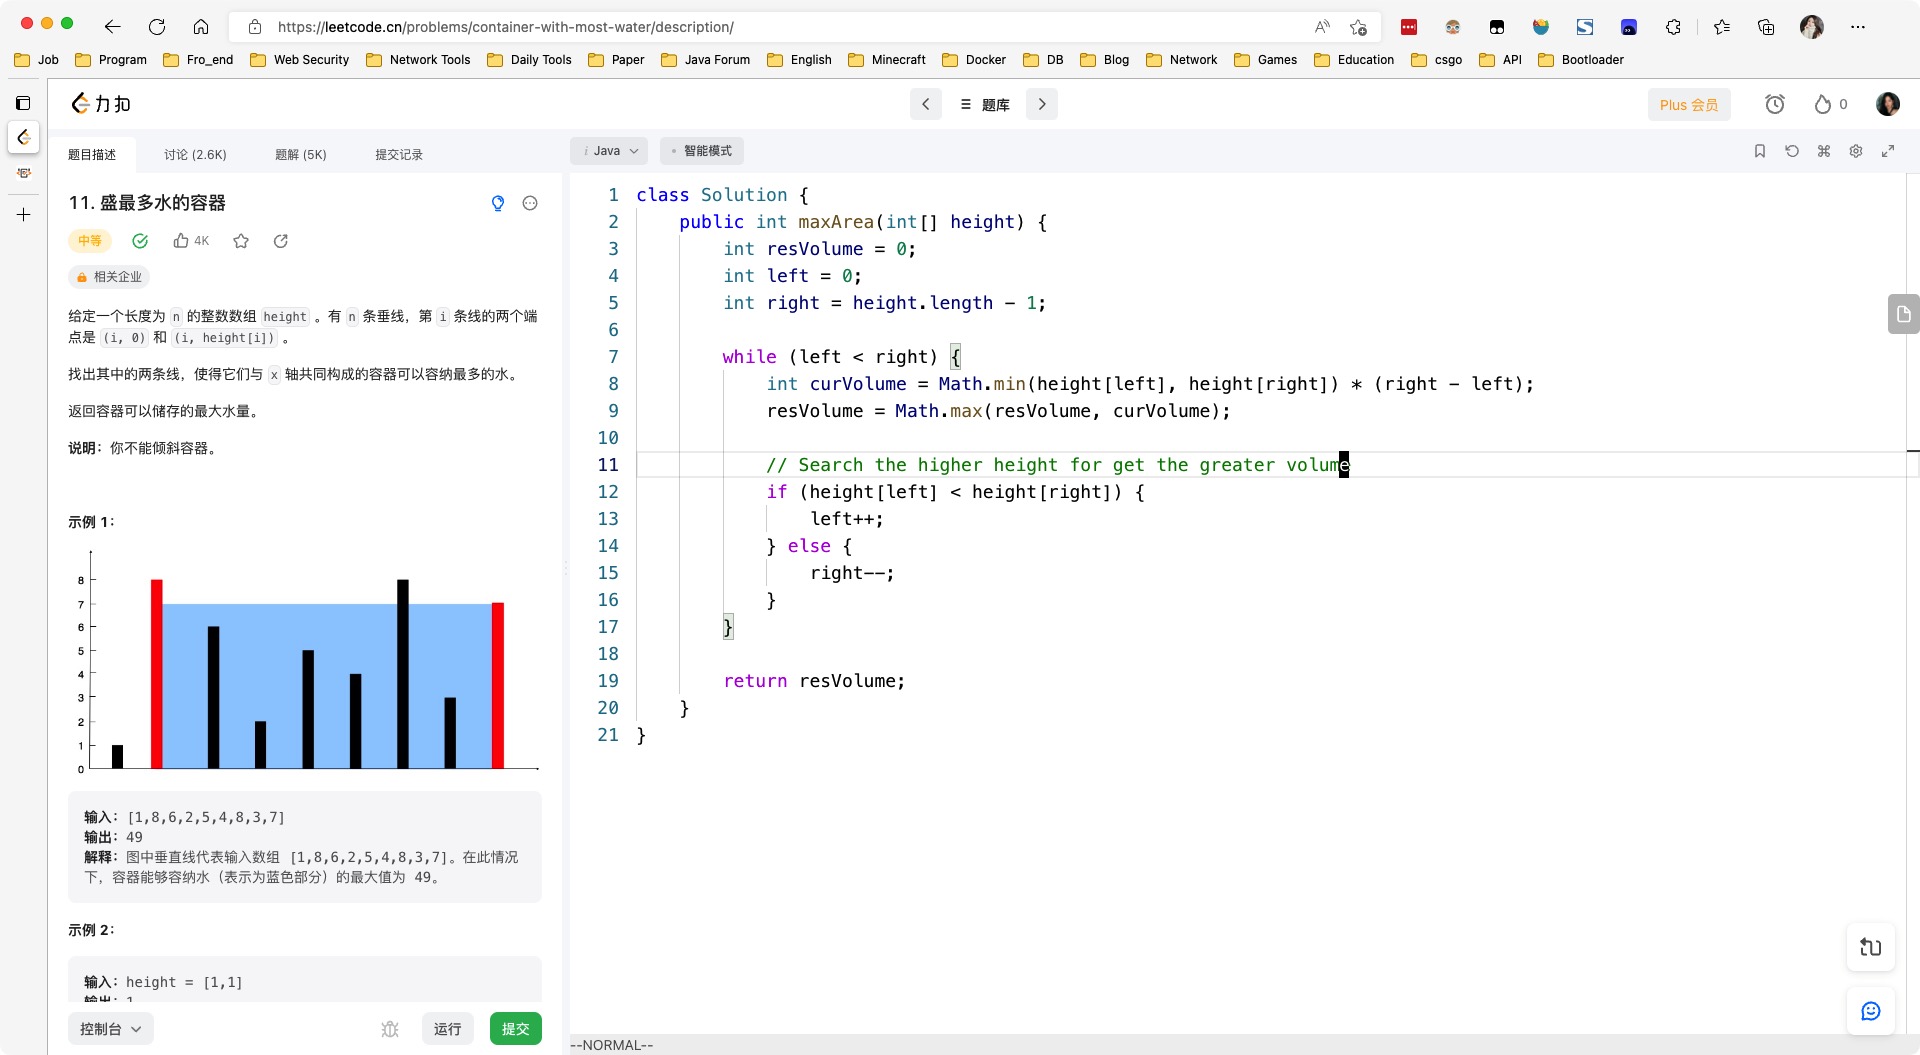 https://leetcode.cn/problems/container-with-most-water/description/
Job Program Fro_end Web Security Network Tools Daily Tools Paper Java Forum English Minecraft Docker DB Blog Network Games Education csgo API Bootloader
力扣
题库
Plus 会员
0
题目描述 讨论 (2.6K) 题解 (5K) 提交记录
11. 盛最多水的容器
中等 4K
相关企业
给定一个长度为 n 的整数数组 height 。有 n 条垂线，第 i 条线的两个端
点是 (i, 0) 和 (i, height[i]) 。
找出其中的两条线，使得它们与 x 轴共同构成的容器可以容纳最多的水。
返回容器可以储存的最大水量。
说明：你不能倾斜容器。
示例 1：
8
7
6
5
4
3
2
1
0
输入：[1,8,6,2,5,4,8,3,7]
输出：49
解释：图中垂直线代表输入数组 [1,8,6,2,5,4,8,3,7]。在此情况
下，容器能够容纳水（表示为蓝色部分）的最大值为 49。
示例 2：
输入：height = [1,1]
输出：1
控制台 运行 提交
i Java 智能模式
1 class Solution {
2 public int maxArea(int[] height) {
3 int resVolume = 0;
4 int left = 0;
5 int right = height.length - 1;
6
7 while (left < right) {
8 int curVolume = Math.min(height[left], height[right]) * (right - left);
9 resVolume = Math.max(resVolume, curVolume);
10
11 // Search the higher height for get the greater volume
12 if (height[left] < height[right]) {
13 left++;
14 } else {
15 right--;
16 }
17 }
18
19 return resVolume;
20 }
21 }
--NORMAL--